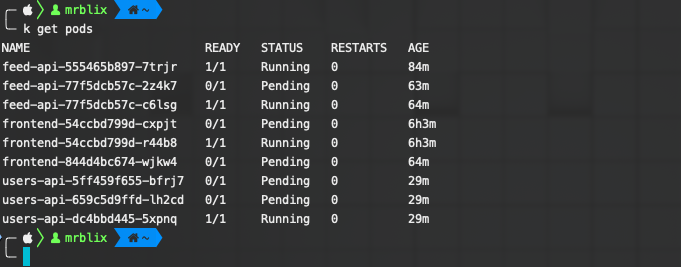 mrblix ~
k get pods
NAME READY STATUS RESTARTS AGE
feed-api-555465b897-7trjr 1/1 Running 0 84m
feed-api-77f5dcb57c-2z4k7 0/1 Pending 0 63m
feed-api-77f5dcb57c-c6lsg 1/1 Running 0 64m
frontend-54ccbd799d-cxpjt 0/1 Pending 0 6h3m
frontend-54ccbd799d-r44b8 1/1 Running 0 6h3m
frontend-844d4bc674-wjkw4 0/1 Pending 0 64m
users-api-5ff459f655-bfrj7 0/1 Pending 0 29m
users-api-659c5d9ffd-lh2cd 0/1 Pending 0 29m
users-api-dc4bbd445-5xpnq 1/1 Running 0 29m
mrblix ~